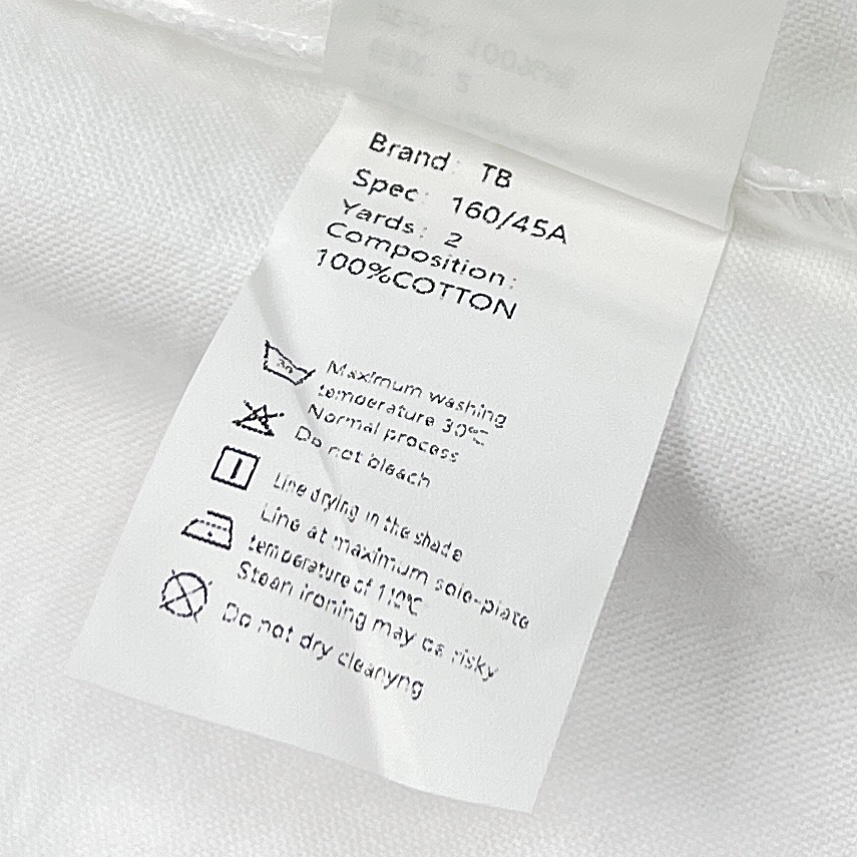 Brand: TB
Spec: 160/45A
Yards: 2
Composition:
100%COTTON
30
Maximum washing
temperature 30℃
Normal process
Do not bleach
Line drying in the shade
Line at maximum sole-plate
temperature of 110℃
Stean ironing may as risky
Do not dry cleanyng